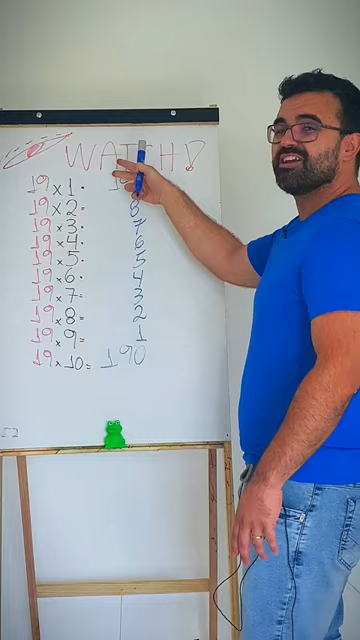 WATCH!
19 x 1 = 19
19 x 2 = 8
19 x 3 = 7
19 x 4 = 6
19 x 5 = 5
19 x 6 = 4
19 x 7 = 3
19 x 8 = 2
19 x 9 = 1
19 x 10 = 190